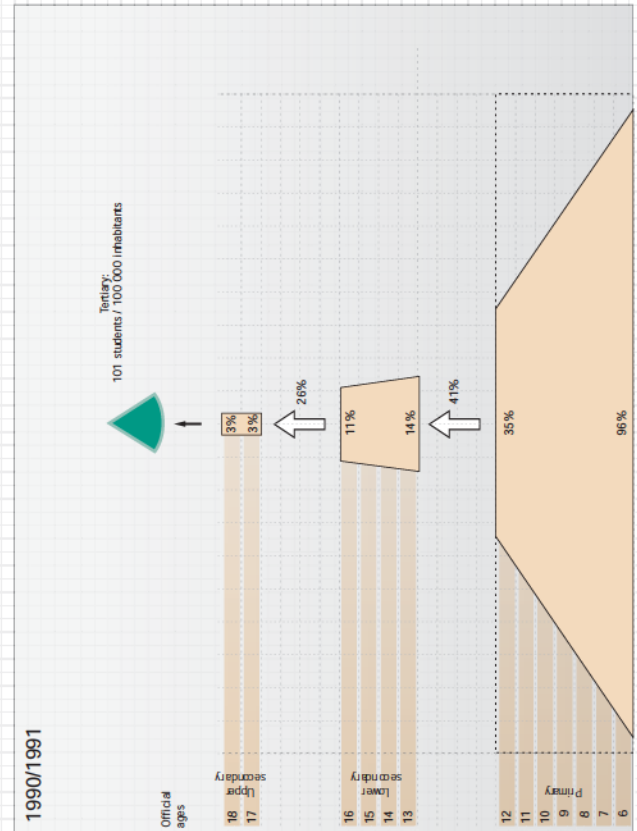 1990/1991
Tertiary:
101 students / 100 000 inhabitants
Official
ages
Upper
secondary
18
3%
17
3%
26%
Lower
secondary
16
11%
15
14
13
14%
41%
Primary
12
35%
11
10
9
8
7
6
96%